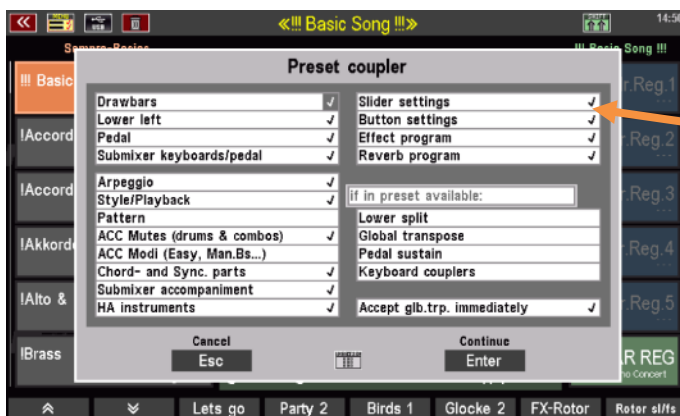 «!!! Basic Song !!!»
14:50
!!! Basic Song !!!
Preset coupler
Drawbars
Lower left
Pedal
Submixer keyboards/pedal
Arpeggio
Style/Playback
Pattern
ACC Mutes (drums & combos)
ACC Modi (Easy, Man.Bs...)
Chord- and Sync. parts
Submixer accompaniment
HA instruments
Slider settings
Button settings
Effect program
Reverb program
if in preset available:
Lower split
Global transpose
Pedal sustain
Keyboard couplers
Accept glb.trp. immediately
Cancel
Esc
Continue
Enter
!!! Basic
!Accord
!Accord
!Akkord
!Alto &
!Brass
r.Reg.1
r.Reg.2
r.Reg.3
r.Reg.4
r.Reg.5
R REG
no Concert
Lets go
Party 2
Birds 1
Glocke 2
FX-Rotor
Rotor sl/fs